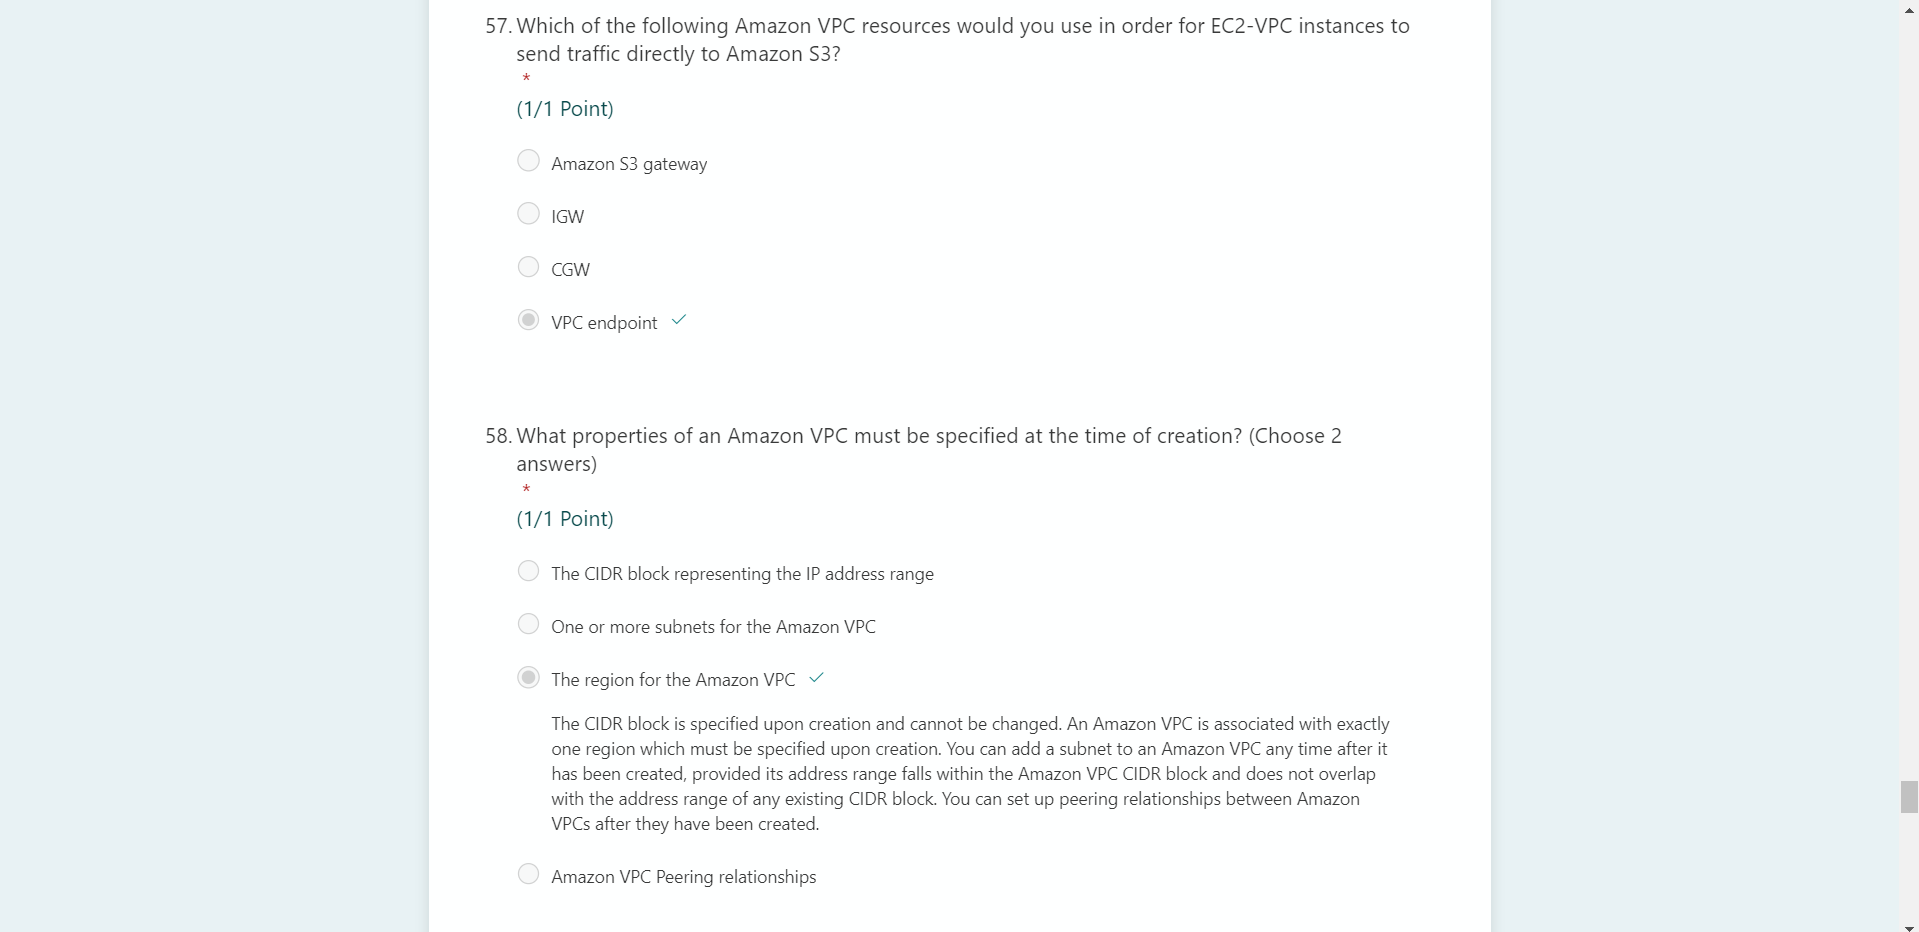 57. Which of the following Amazon VPC resources would you use in order for EC2-VPC instances to
send traffic directly to Amazon S3?
*
(1/1 Point)
Amazon S3 gateway
IGW
CGW
VPC endpoint
58. What properties of an Amazon VPC must be specified at the time of creation? (Choose 2
answers)
*
(1/1 Point)
The CIDR block representing the IP address range
One or more subnets for the Amazon VPC
The region for the Amazon VPC
The CIDR block is specified upon creation and cannot be changed. An Amazon VPC is associated with exactly
one region which must be specified upon creation. You can add a subnet to an Amazon VPC any time after it
has been created, provided its address range falls within the Amazon VPC CIDR block and does not overlap
with the address range of any existing CIDR block. You can set up peering relationships between Amazon
VPCs after they have been created.
Amazon VPC Peering relationships